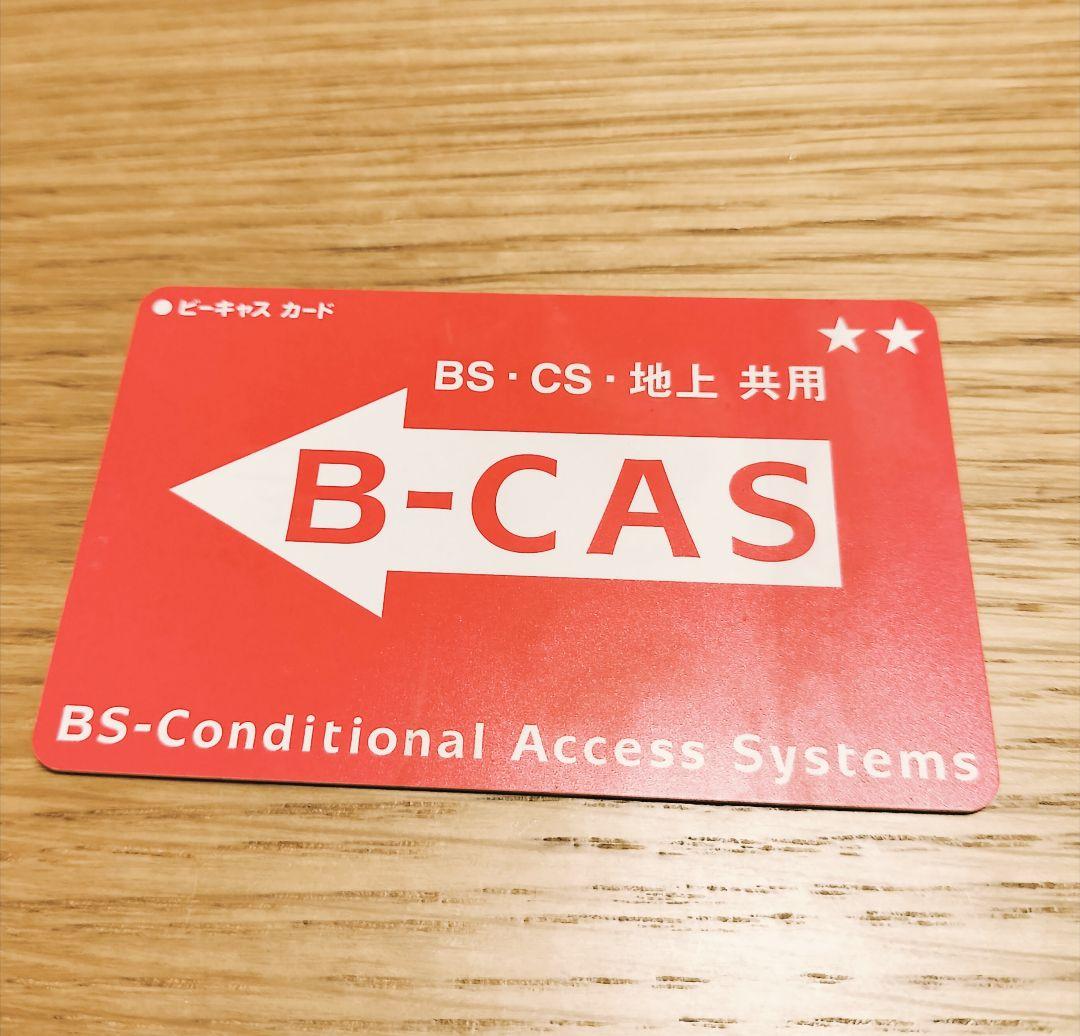 ●ビーキャス カード
★★
BS・CS・地上 共用
B-CAS
BS-Conditional Access Systems